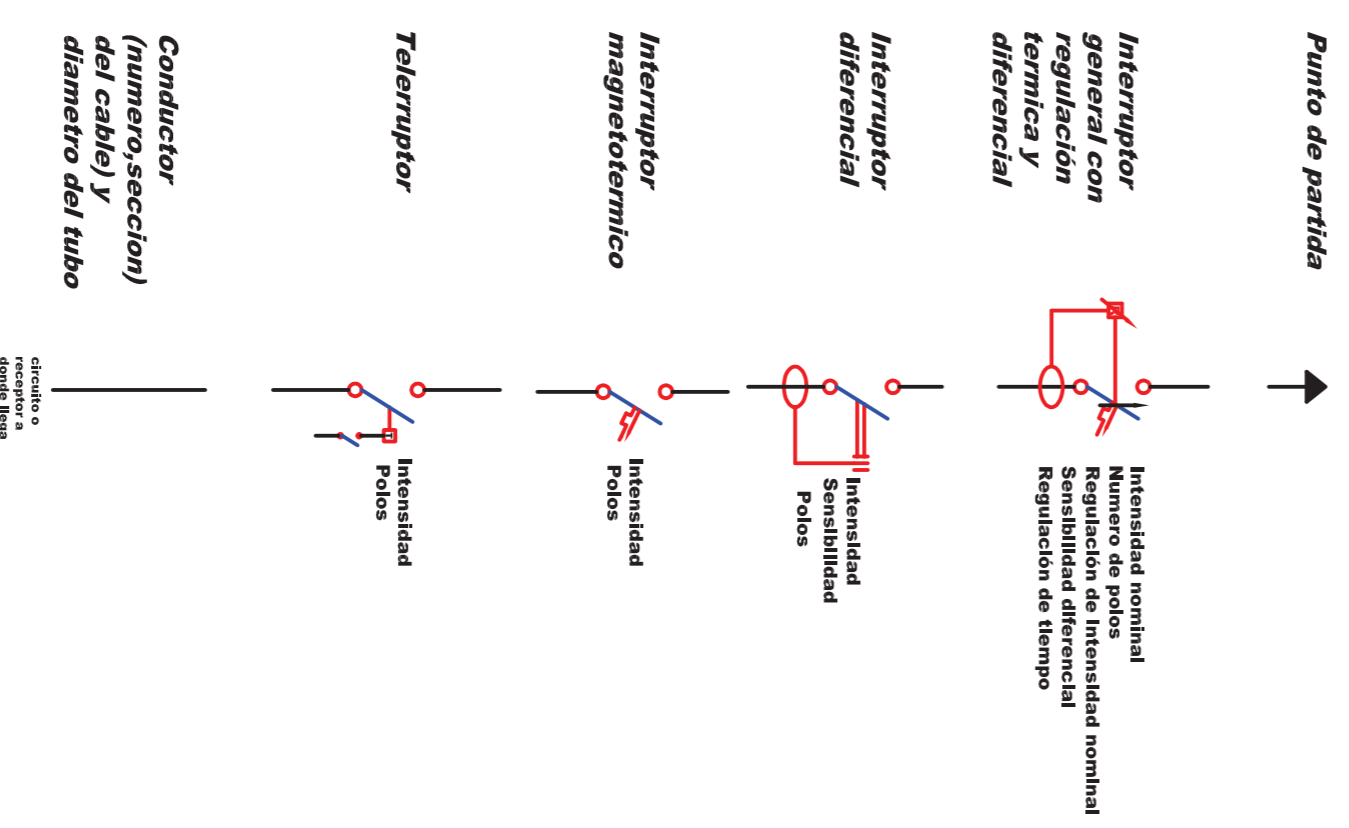 Punto de partida
Interruptor
general con
regulación
termica y
diferencial
Intensidad nominal
Numero de polos
Regulación de Intensidad nominal
Sensibilidad diferencial
Regulación de tiempo
Interruptor
diferencial
Intensidad
Sensibilidad
Polos
Interruptor
magnetotermico
Intensidad
Polos
Telerruptor
T
Intensidad
Polos
Conductor
(numero,seccion)
del cable) y
diametro del tubo
circuito o
receptor a
donde llega